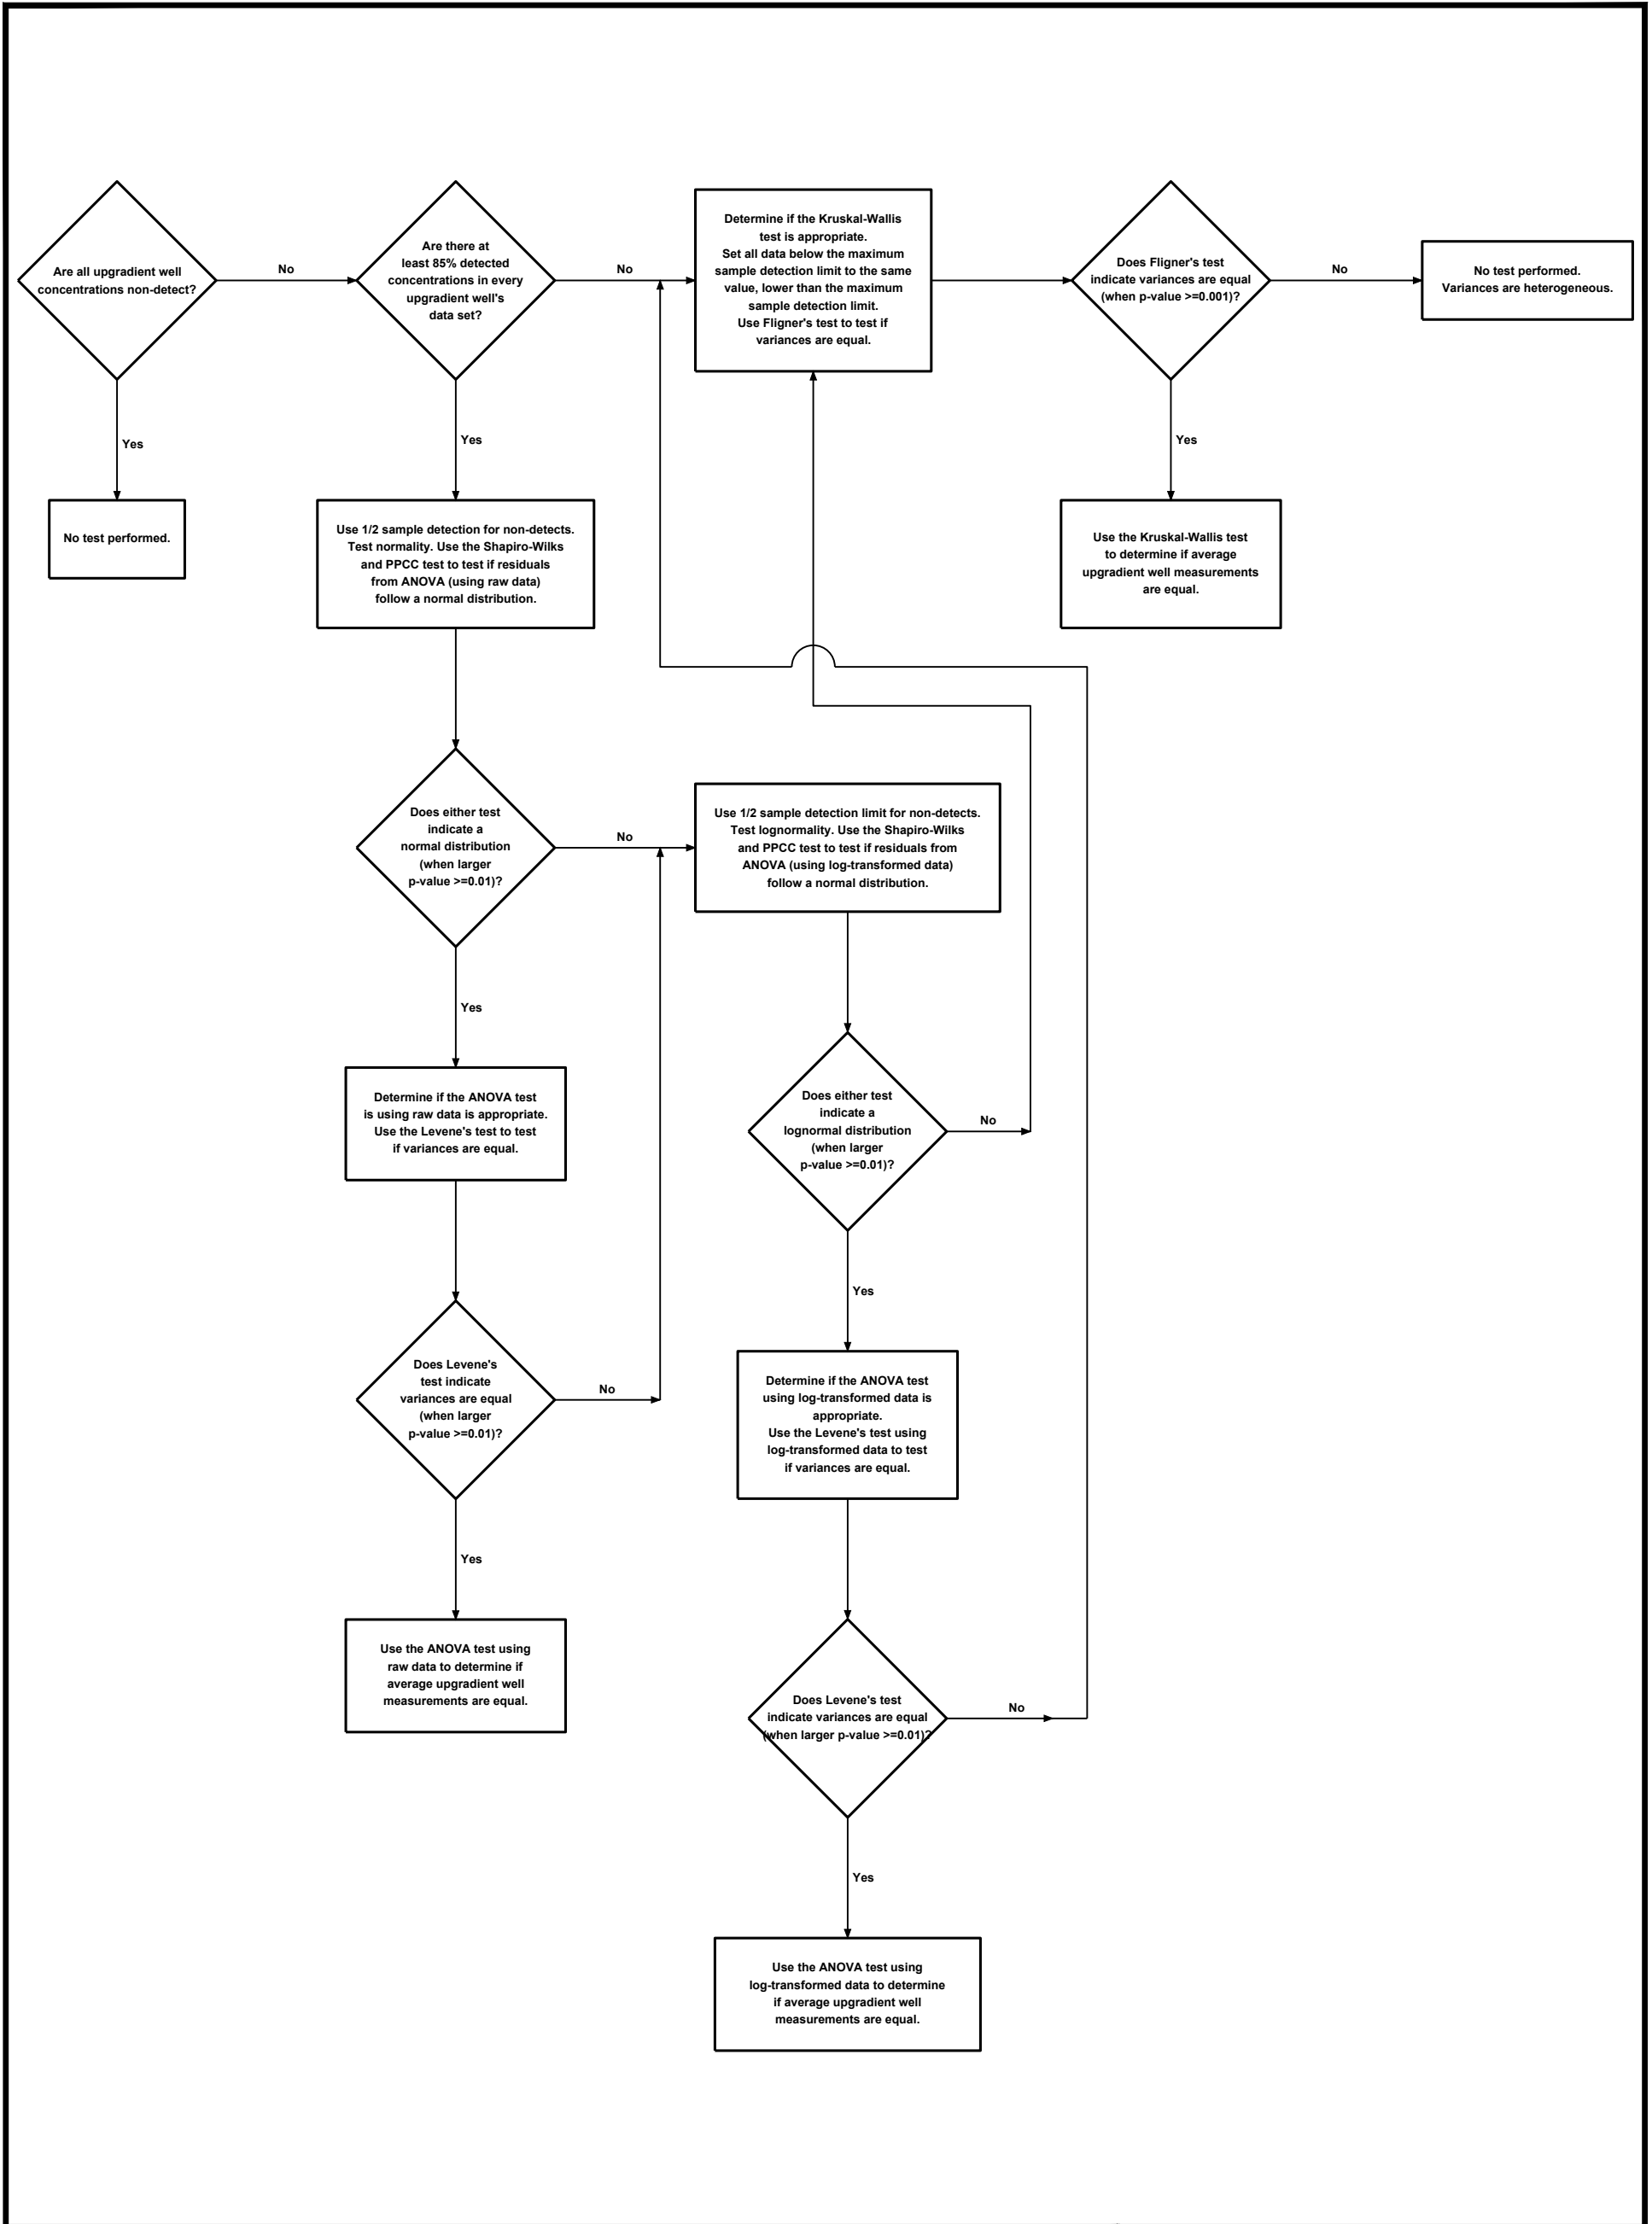 Are all upgradient well
concentrations non-detect?
No
Yes
No test performed.
Are there at
least 85% detected
concentrations in every
upgradient well's
data set?
No
Yes
Determine if the Kruskal-Wallis
test is appropriate.
Set all data below the maximum
sample detection limit to the same
value, lower than the maximum
sample detection limit.
Use Fligner's test to test if
variances are equal.
Does Fligner's test
indicate variances are equal
(when p-value >=0.001)?
No
No test performed.
Variances are heterogeneous.
Yes
Use the Kruskal-Wallis test
to determine if average
upgradient well measurements
are equal.
Use 1/2 sample detection for non-detects.
Test normality. Use the Shapiro-Wilks
and PPCC test to test if residuals
from ANOVA (using raw data)
follow a normal distribution.
Does either test
indicate a
normal distribution
(when larger
p-value >=0.01)?
No
Yes
Use 1/2 sample detection limit for non-detects.
Test lognormality. Use the Shapiro-Wilks
and PPCC test to test if residuals from
ANOVA (using log-transformed data)
follow a normal distribution.
Determine if the ANOVA test
is using raw data is appropriate.
Use the Levene's test to test
if variances are equal.
Does either test
indicate a
lognormal distribution
(when larger
p-value >=0.01)?
No
Yes
Does Levene's
test indicate
variances are equal
(when larger
p-value >=0.01)?
No
Yes
Determine if the ANOVA test
using log-transformed data is
appropriate.
Use the Levene's test using
log-transformed data to test
if variances are equal.
Use the ANOVA test using
raw data to determine if
average upgradient well
measurements are equal.
Does Levene's test
indicate variances are equal
(when larger p-value >=0.01)?
No
Yes
Use the ANOVA test using
log-transformed data to determine
if average upgradient well
measurements are equal.